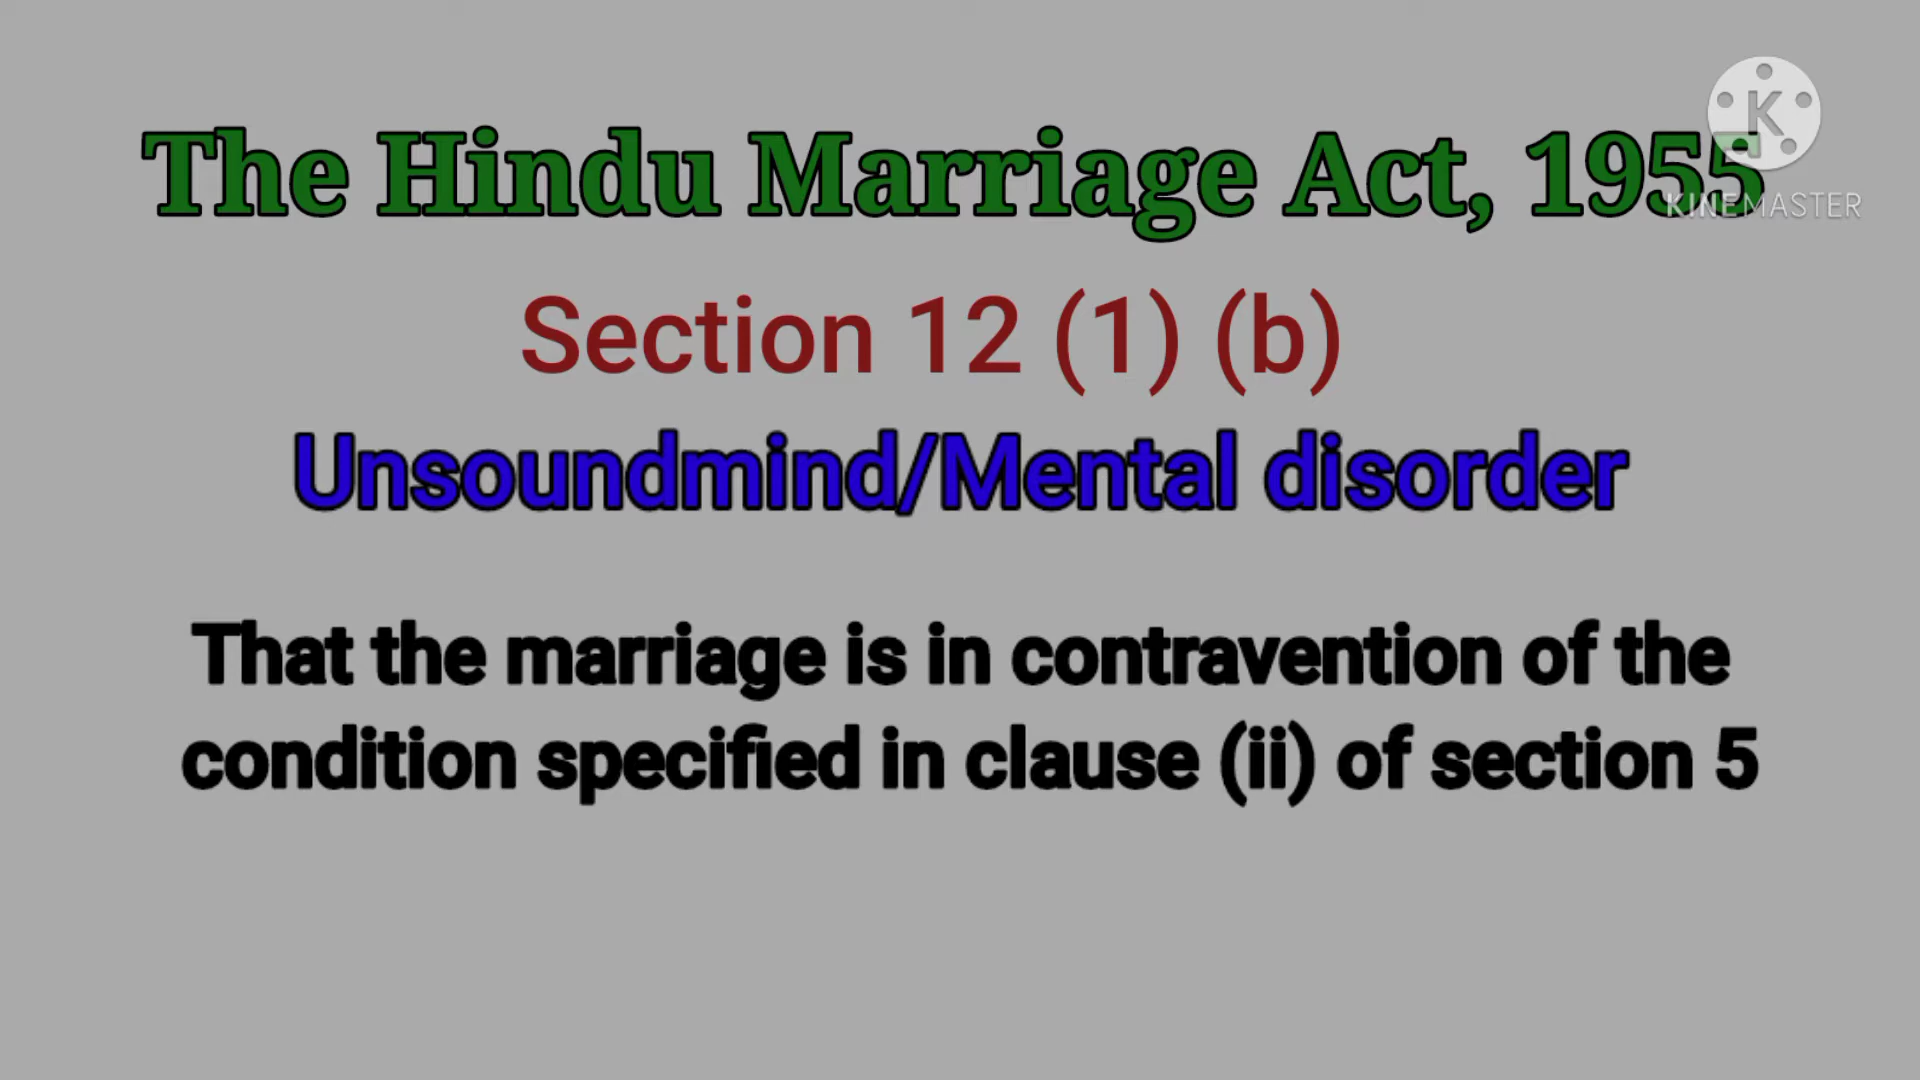 The Hindu Marriage Act, 1955
K
KINEMASTER
Section 12 (1) (b)
Unsoundmind/Mental disorder
That the marriage is in contravention of the
condition specified in clause (ii) of section 5